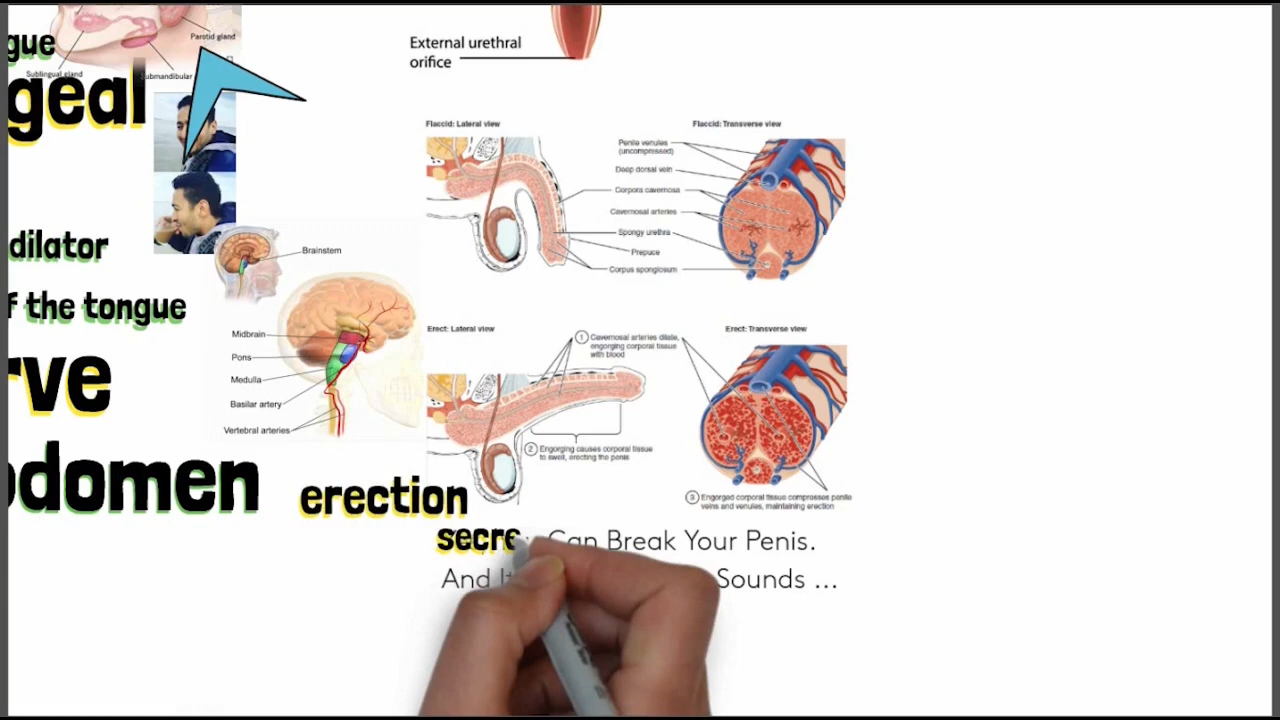 Parotid gland
gue
Sublingual gland
Submandibular
geal
dilator
f the tongue
rve
odomen
Brainstem
Midbrain
Pons
Medulla
Basilar artery
Vertebral arteries
External urethral
orifice
Flaccid: Lateral view
Flaccid: Transverse view
Penile venules
(uncompressed)
Deep dorsal vein
Corpora cavernosa
Cavernosal arteries
Spongy urethra
Prepuce
Corpus spongiosum
Erect: Lateral view
Erect: Transverse view
1 Cavernosal arteries dilate,
engorging corporal tissue
with blood
2 Engorging causes corporal tissue
to swell, erecting the penis
3 Engorged corporal tissue compresses penile
veins and venules, maintaining erection
erection
secre
Can Break Your Penis.
And It Sounds ...